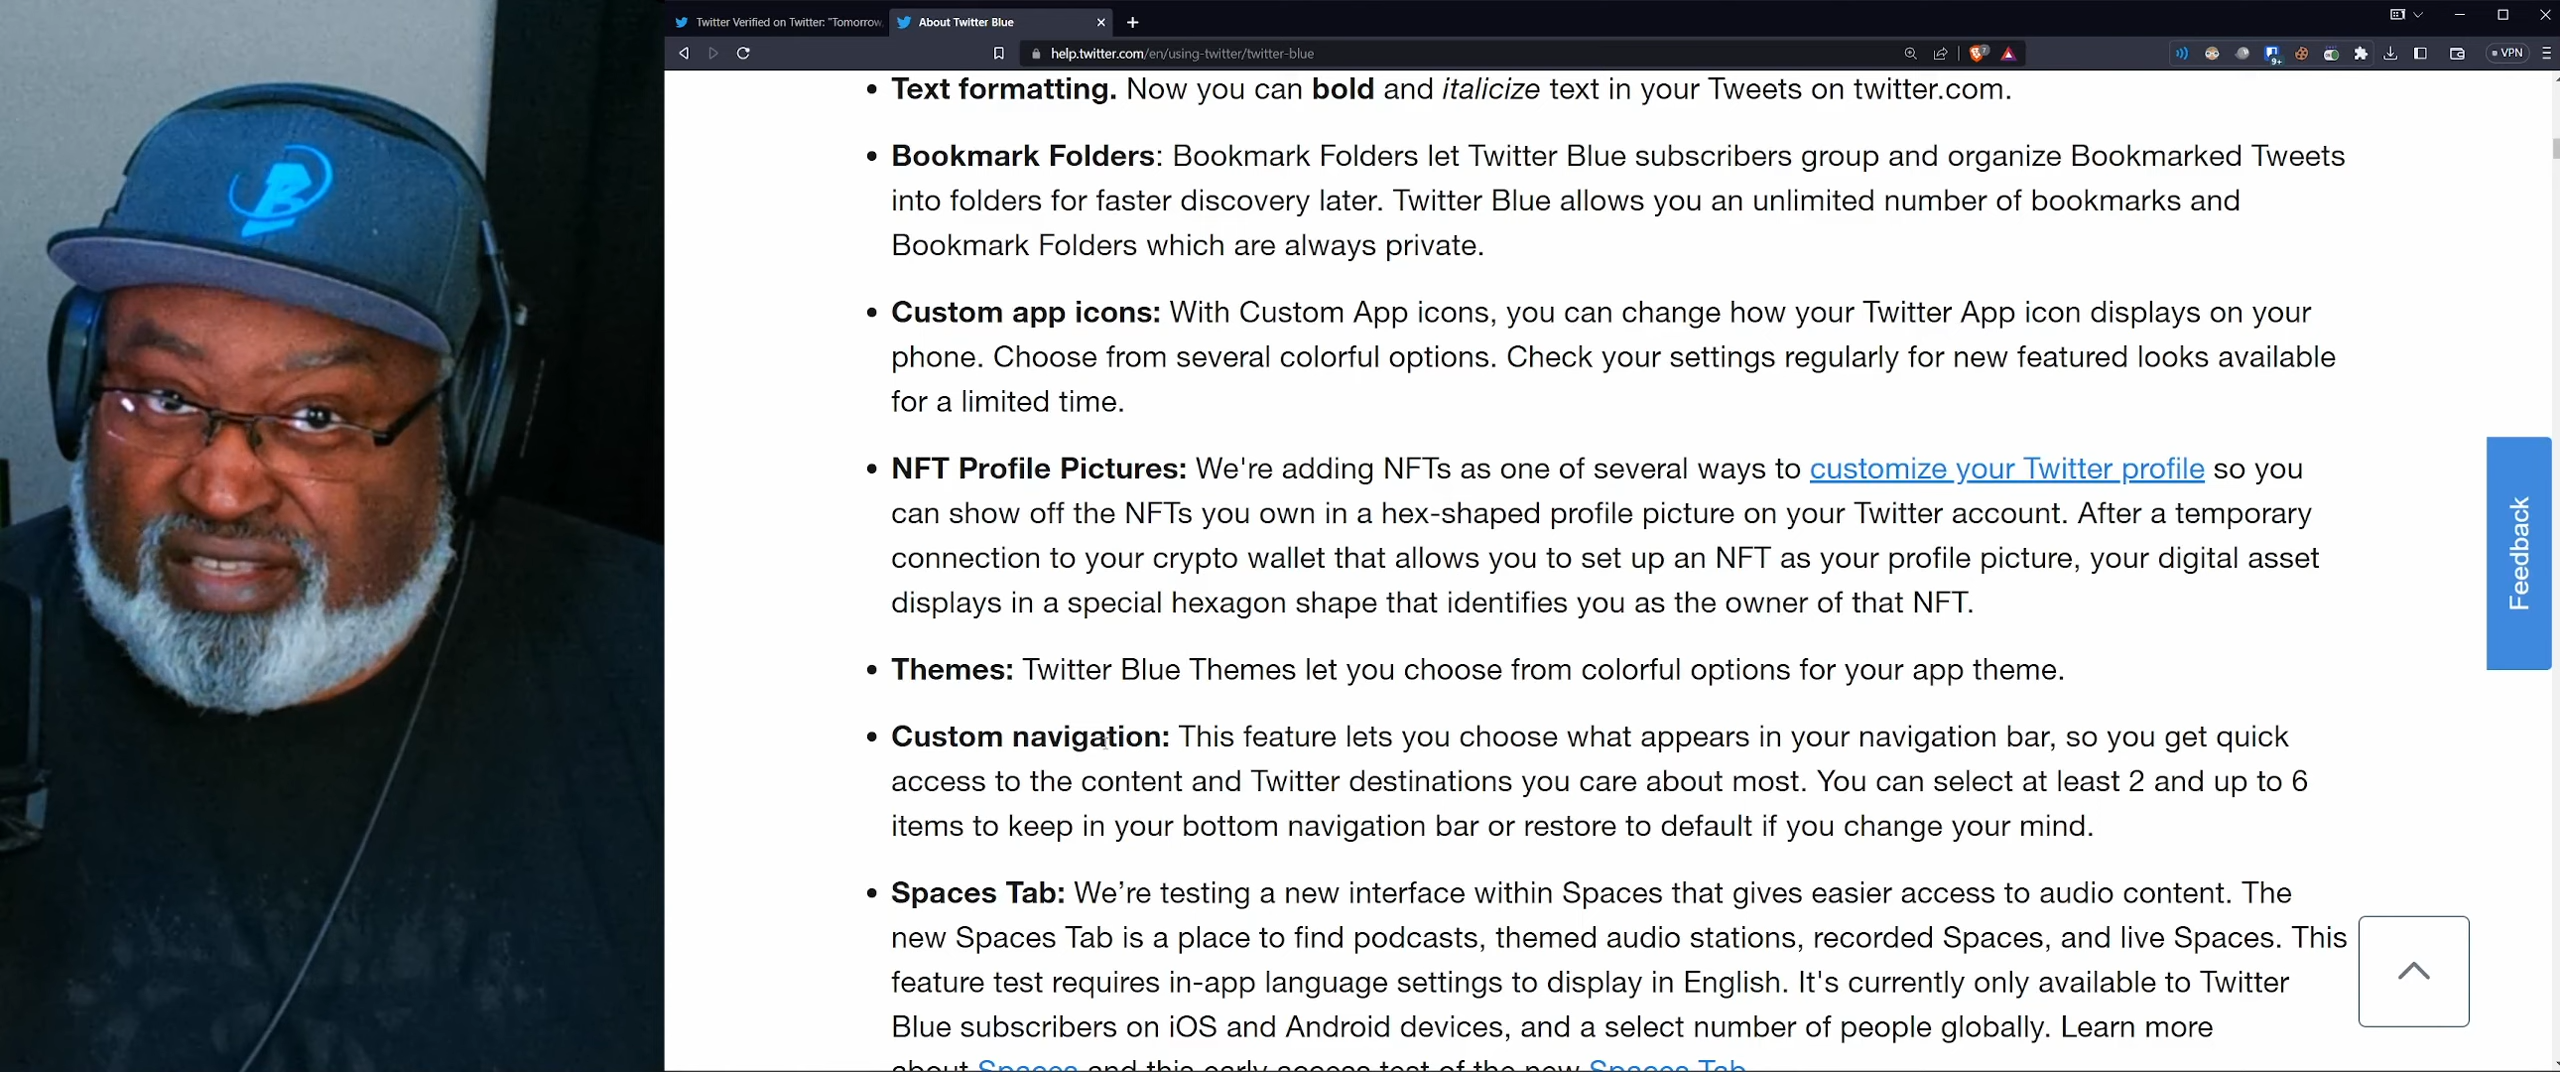 Twitter Verified on Twitter: "Tomorrow,
About Twitter Blue
help.twitter.com/en/using-twitter/twitter-blue
VPN
B
• Text formatting. Now you can bold and italicize text in your Tweets on twitter.com.
• Bookmark Folders: Bookmark Folders let Twitter Blue subscribers group and organize Bookmarked Tweets
into folders for faster discovery later. Twitter Blue allows you an unlimited number of bookmarks and
Bookmark Folders which are always private.
• Custom app icons: With Custom App icons, you can change how your Twitter App icon displays on your
phone. Choose from several colorful options. Check your settings regularly for new featured looks available
for a limited time.
• NFT Profile Pictures: We're adding NFTs as one of several ways to customize your Twitter profile so you
can show off the NFTs you own in a hex-shaped profile picture on your Twitter account. After a temporary
connection to your crypto wallet that allows you to set up an NFT as your profile picture, your digital asset
displays in a special hexagon shape that identifies you as the owner of that NFT.
• Themes: Twitter Blue Themes let you choose from colorful options for your app theme.
• Custom navigation: This feature lets you choose what appears in your navigation bar, so you get quick
access to the content and Twitter destinations you care about most. You can select at least 2 and up to 6
items to keep in your bottom navigation bar or restore to default if you change your mind.
• Spaces Tab: We’re testing a new interface within Spaces that gives easier access to audio content. The
new Spaces Tab is a place to find podcasts, themed audio stations, recorded Spaces, and live Spaces. This
feature test requires in-app language settings to display in English. It's currently only available to Twitter
Blue subscribers on iOS and Android devices, and a select number of people globally. Learn more
about Spaces and this early access test of the new Spaces Tab.
Feedback